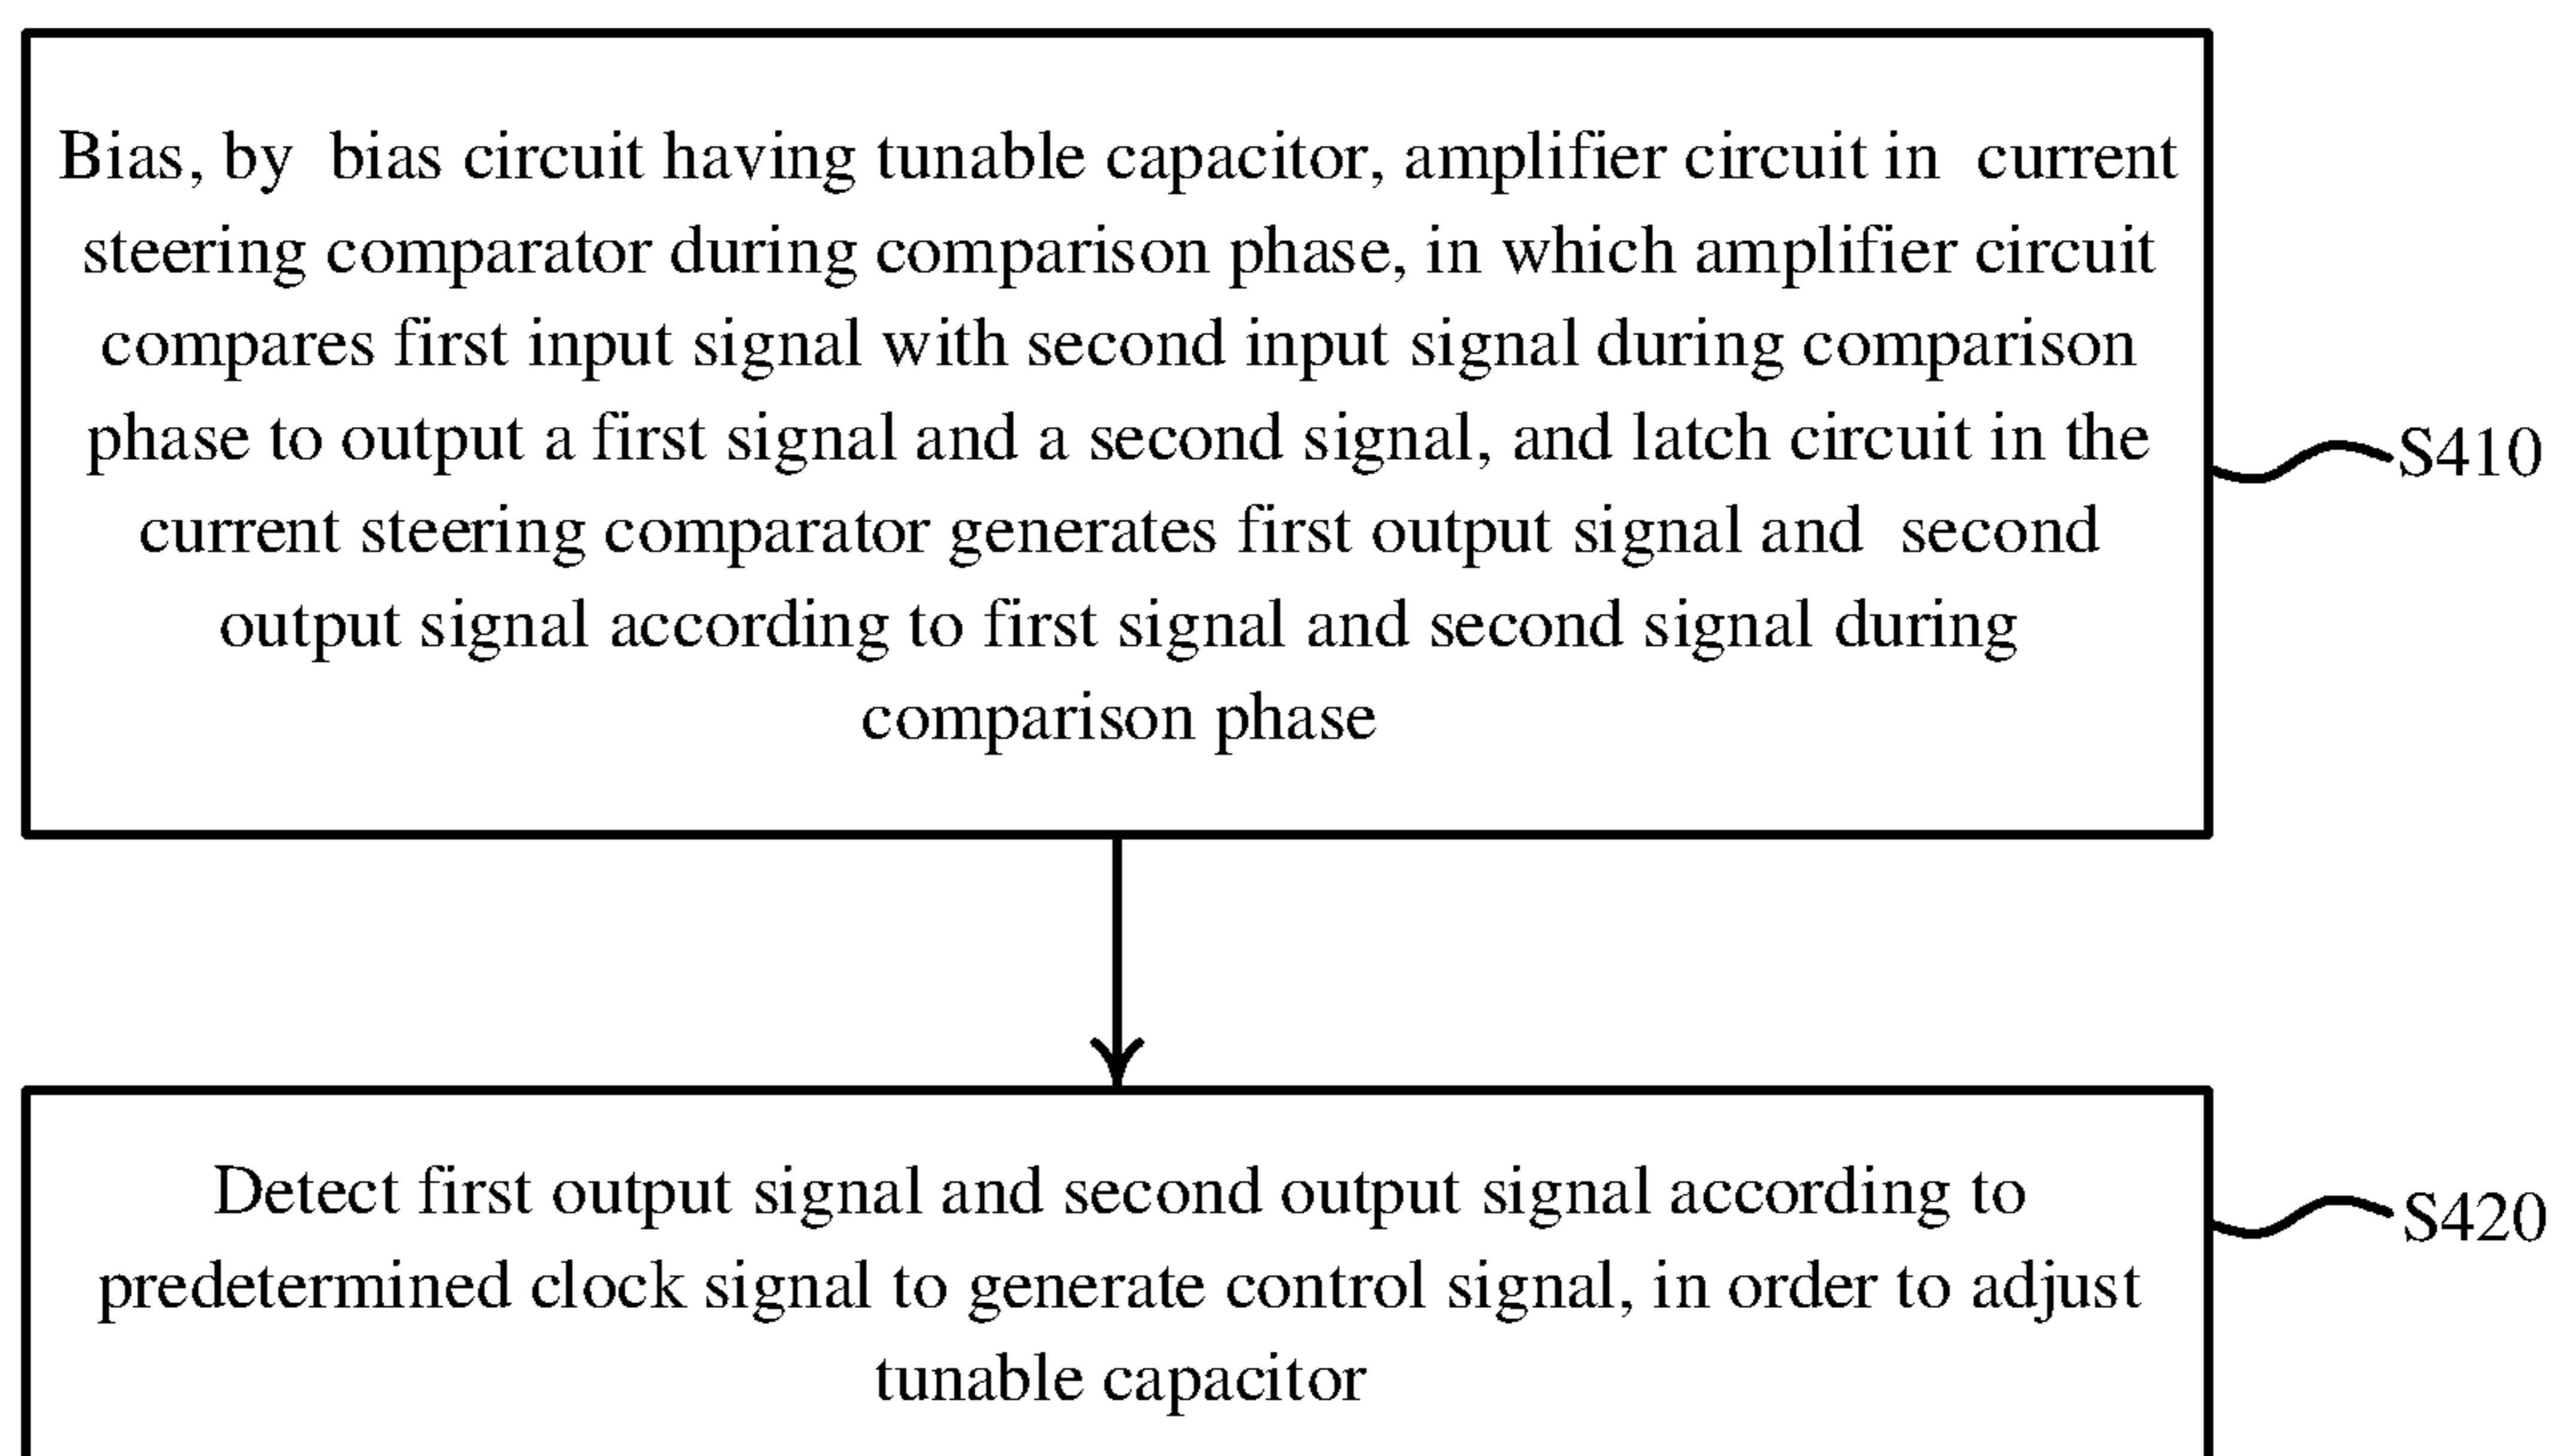 Bias, by bias circuit having tunable capacitor, amplifier circuit in current
steering comparator during comparison phase, in which amplifier circuit
compares first input signal with second input signal during comparison
phase to output a first signal and a second signal, and latch circuit in the
current steering comparator generates first output signal and second
output signal according to first signal and second signal during
comparison phase
S410
Detect first output signal and second output signal according to
predetermined clock signal to generate control signal, in order to adjust
tunable capacitor
S420